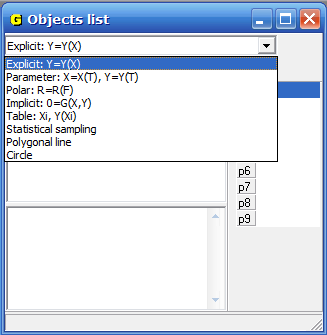 G Objects list
Explicit: Y=Y(X)
Explicit: Y=Y(X)
Parameter: X=X(T), Y=Y(T)
Polar: R=R(F)
Implicit: 0=G(X,Y)
Table: Xi, Y(Xi)
Statistical sampling
Polygonal line
Circle
p6
p7
p8
p9